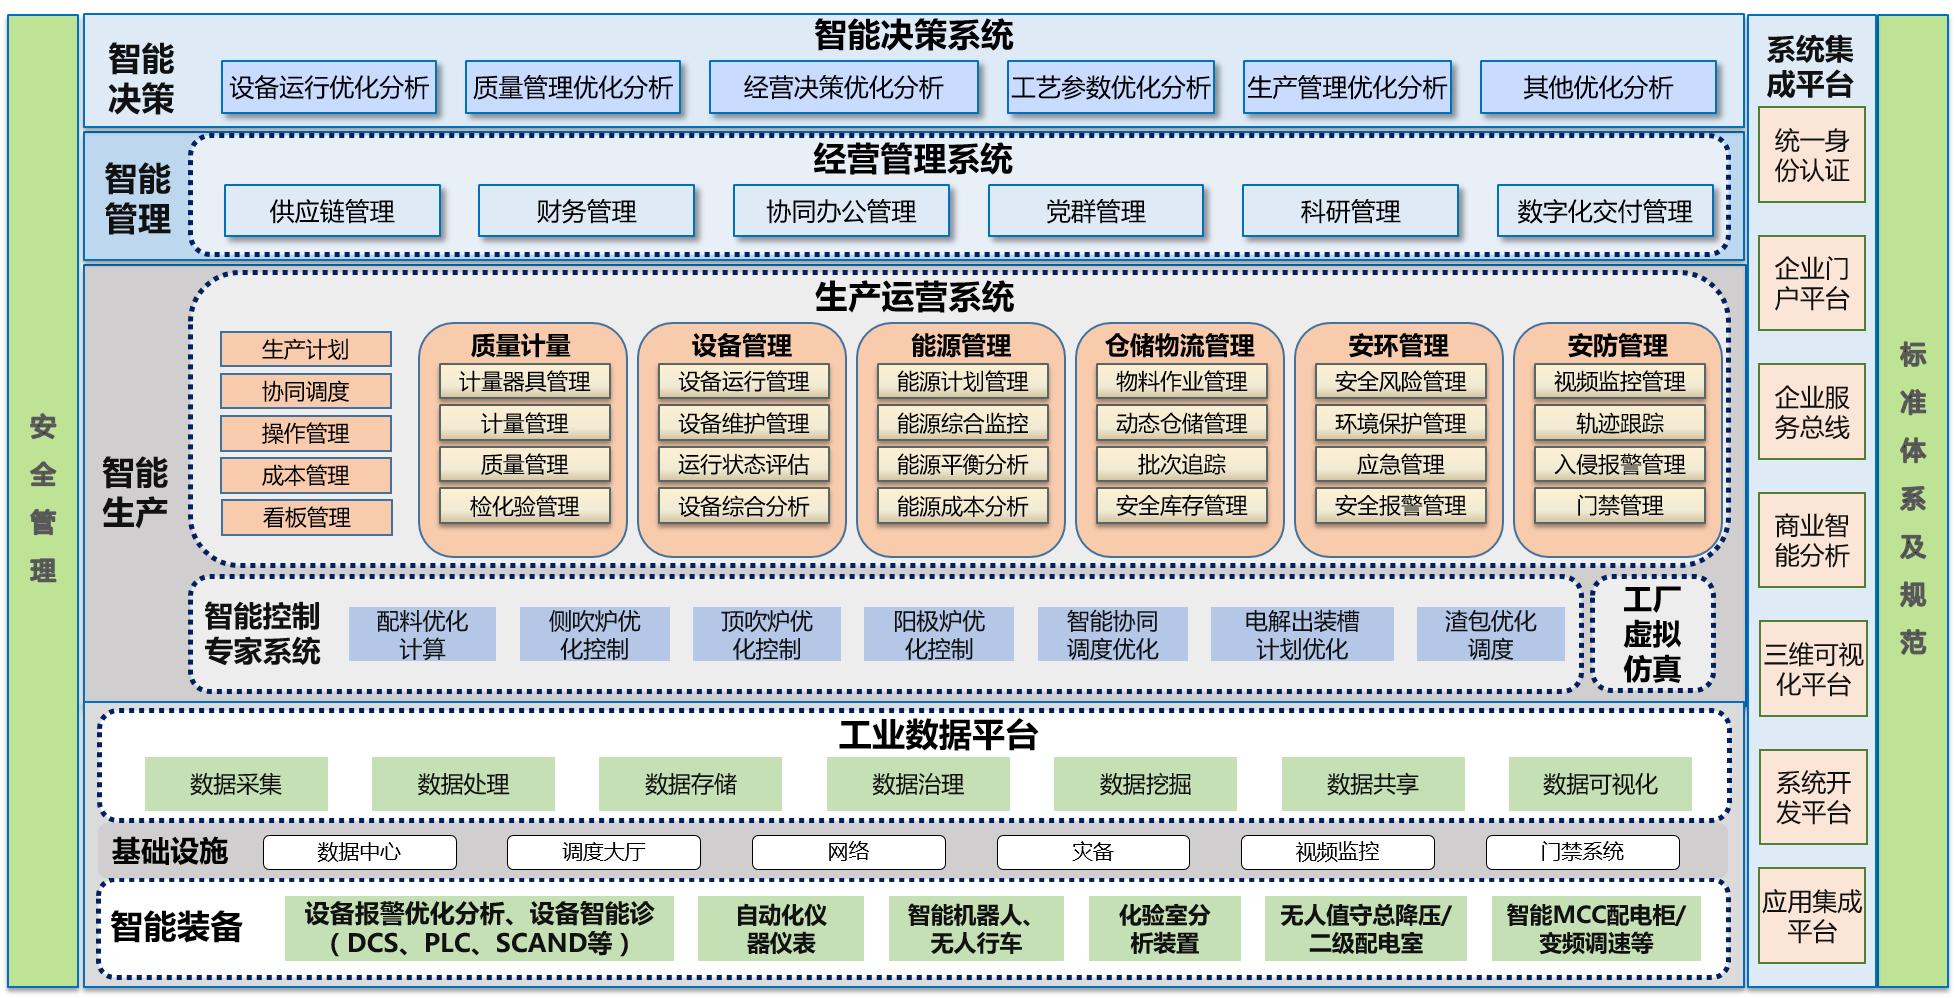 安
全
管
理
智能
决策
智能决策系统
设备运行优化分析
质量管理优化分析
经营决策优化分析
工艺参数优化分析
生产管理优化分析
其他优化分析
智能
管理
经营管理系统
供应链管理
财务管理
协同办公管理
党群管理
科研管理
数字化交付管理
智能
生产
生产运营系统
生产计划
协同调度
操作管理
成本管理
看板管理
质量计量
计量器具管理
计量管理
质量管理
检化验管理
设备管理
设备运行管理
设备维护管理
运行状态评估
设备综合分析
能源管理
能源计划管理
能源综合监控
能源平衡分析
能源成本分析
仓储物流管理
物料作业管理
动态仓储管理
批次追踪
安全库存管理
安环管理
安全风险管理
环境保护管理
应急管理
安全报警管理
安防管理
视频监控管理
轨迹跟踪
入侵报警管理
门禁管理
智能控制
专家系统
配料优化
计算
侧吹炉优
化控制
顶吹炉优
化控制
阳极炉优
化控制
智能协同
调度优化
电解出装槽
计划优化
渣包优化
调度
工厂
虚拟
仿真
工业数据平台
数据采集
数据处理
数据存储
数据治理
数据挖掘
数据共享
数据可视化
基础设施
数据中心
调度大厅
网络
灾备
视频监控
门禁系统
智能装备
设备报警优化分析、设备智能诊
（DCS、PLC、SCAND等）
自动化仪
器仪表
智能机器人、
无人行车
化验室分
析装置
无人值守总降压/
二级配电室
智能MCC配电柜/
变频调速等
系统集
成平台
统一身
份认证
企业门
户平台
企业服
务总线
商业智
能分析
三维可视
化平台
系统开
发平台
应用集成
平台
标
准
体
系
及
规
范